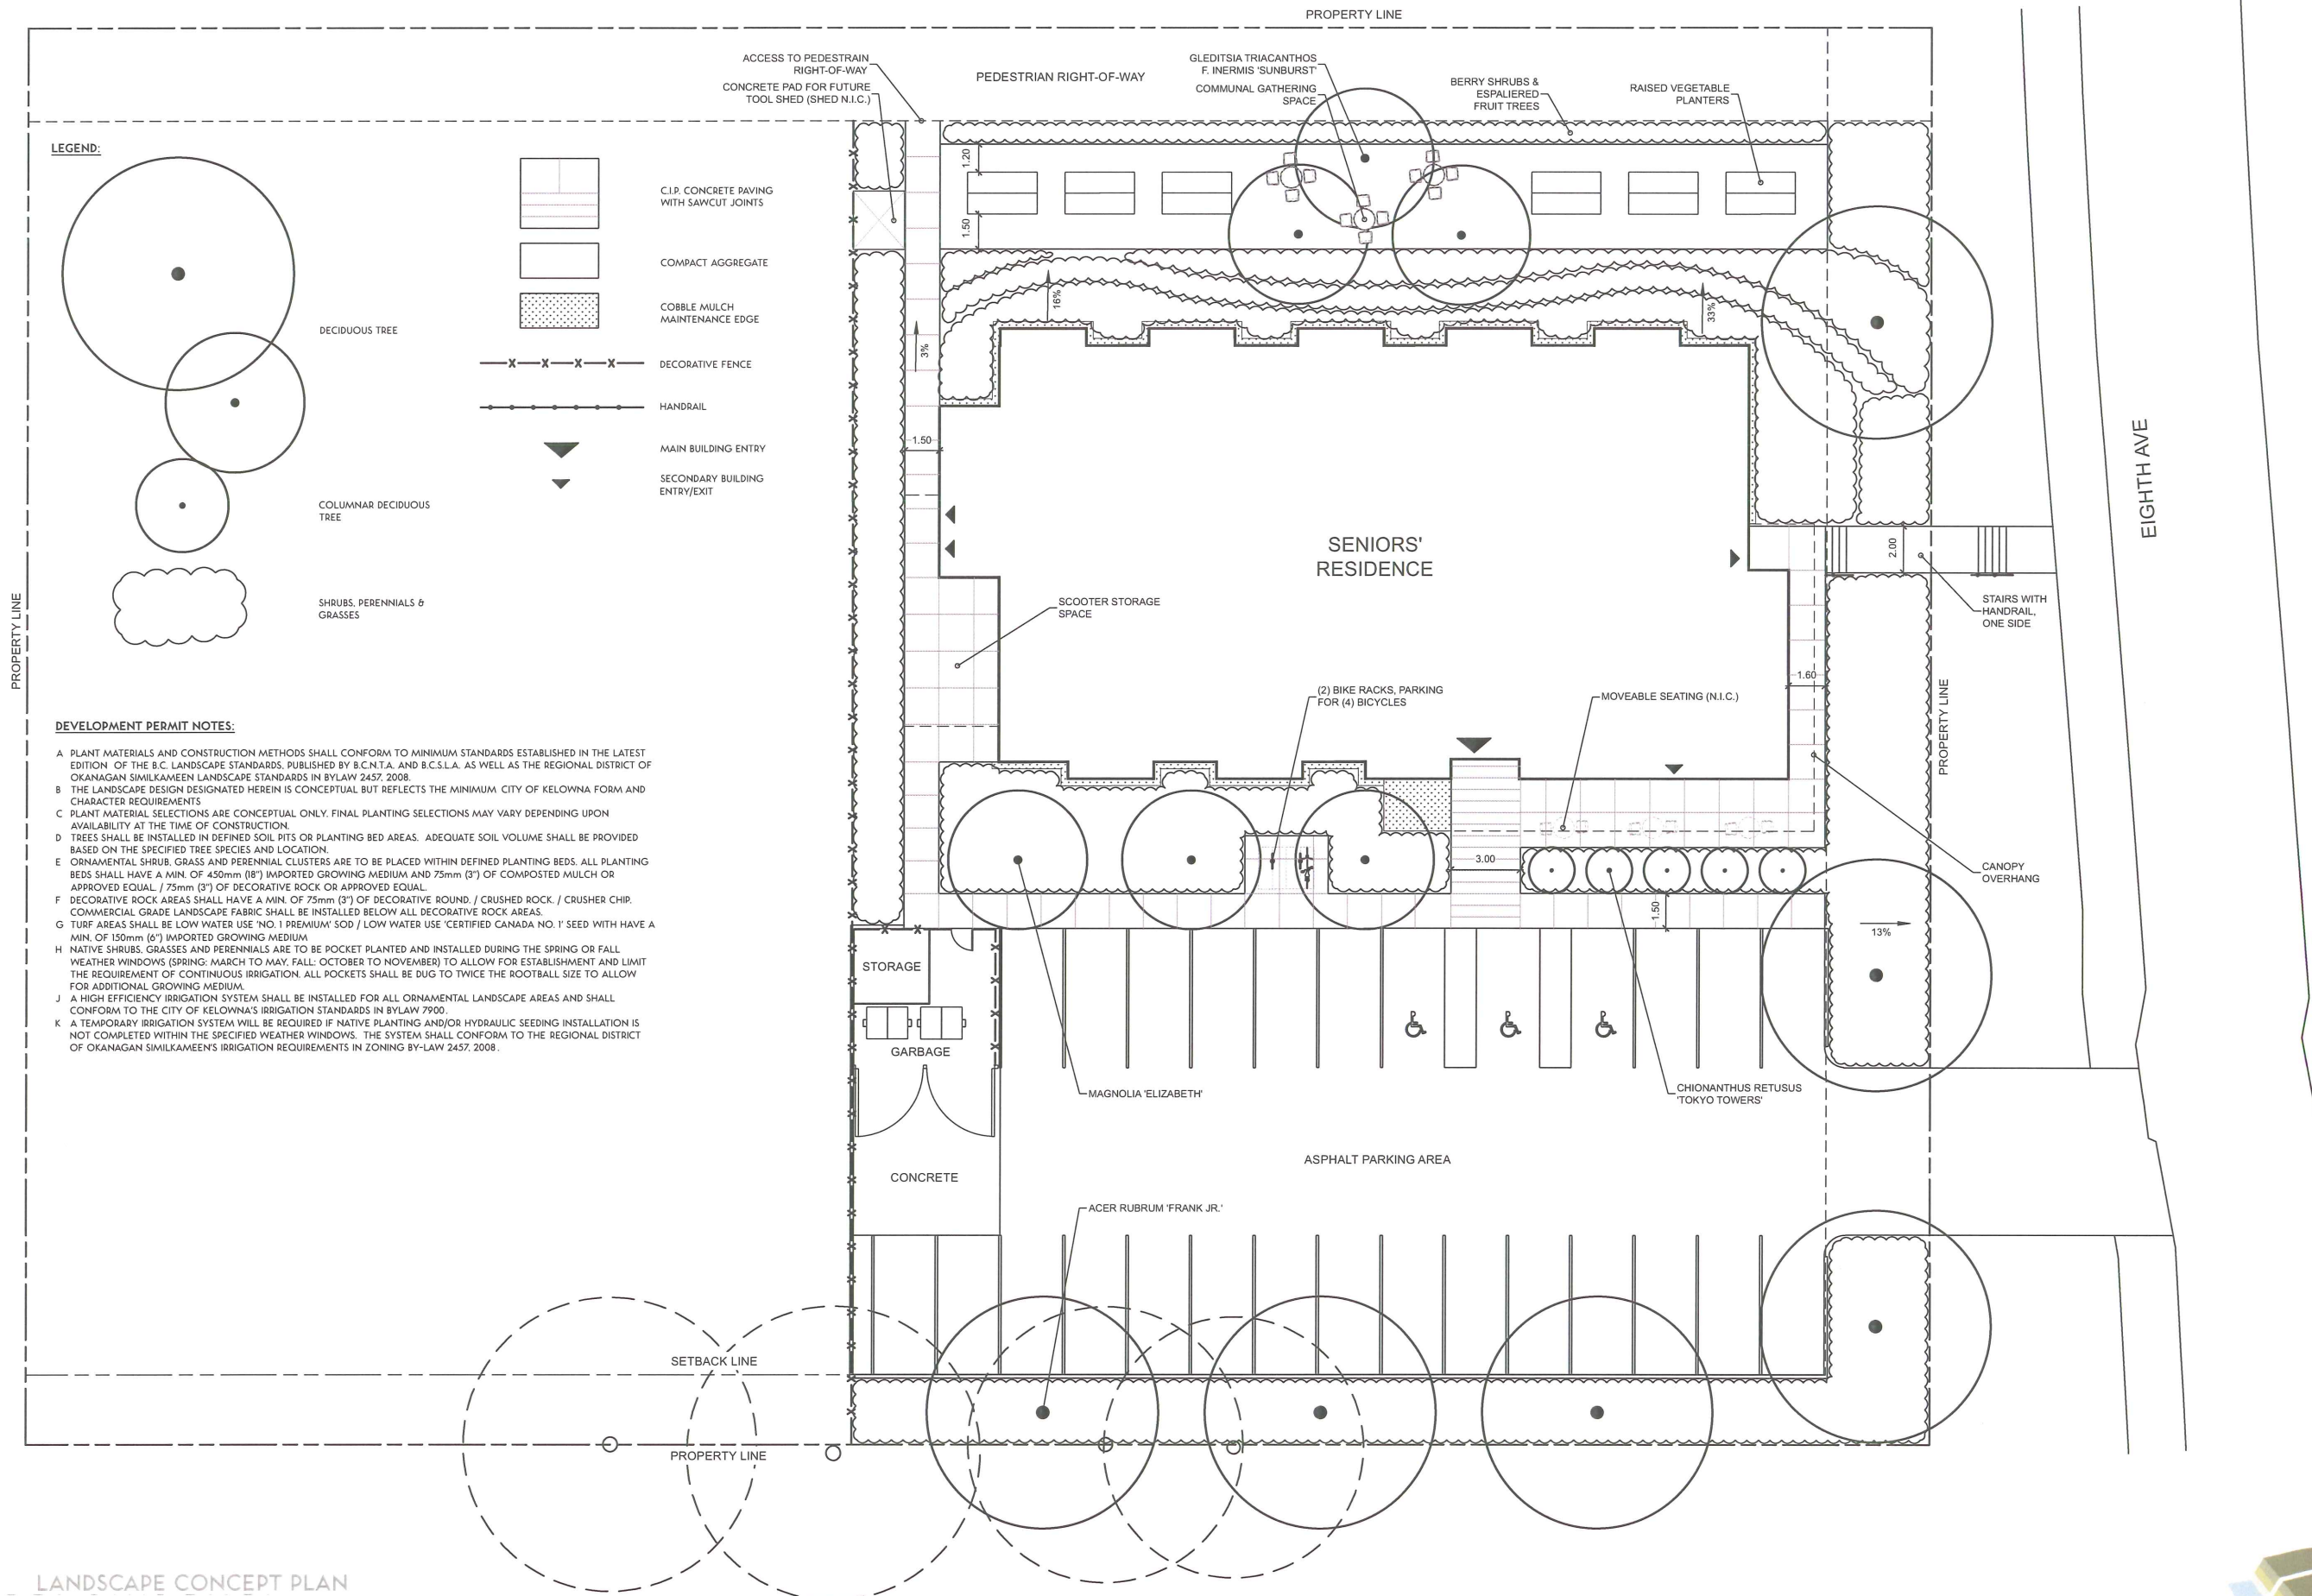 PROPERTY LINE
ACCESS TO PEDESTRAIN
RIGHT-OF-WAY
CONCRETE PAD FOR FUTURE
TOOL SHED (SHED N.I.C.)
PEDESTRIAN RIGHT-OF-WAY
GLEDITSIA TRIACANTHOS
F. INERMIS 'SUNBURST'
COMMUNAL GATHERING
SPACE
BERRY SHRUBS &
ESPALIERED
FRUIT TREES
RAISED VEGETABLE
PLANTERS
LEGEND:
C.I.P. CONCRETE PAVING
WITH SAWCUT JOINTS
COMPACT AGGREGATE
COBBLE MULCH
MAINTENANCE EDGE
DECIDUOUS TREE
DECORATIVE FENCE
HANDRAIL
MAIN BUILDING ENTRY
SECONDARY BUILDING
ENTRY/EXIT
COLUMNAR DECIDUOUS
TREE
SHRUBS, PERENNIALS &
GRASSES
PROPERTY LINE
1.20
1.50
16%
33%
3%
1.50
EIGHTH AVE
SENIORS'
RESIDENCE
2.00
SCOOTER STORAGE
SPACE
STAIRS WITH
HANDRAIL,
ONE SIDE
1.60
(2) BIKE RACKS, PARKING
FOR (4) BICYCLES
MOVEABLE SEATING (N.I.C.)
PROPERTY LINE
DEVELOPMENT PERMIT NOTES:
A PLANT MATERIALS AND CONSTRUCTION METHODS SHALL CONFORM TO MINIMUM STANDARDS ESTABLISHED IN THE LATEST
EDITION OF THE B.C. LANDSCAPE STANDARDS, PUBLISHED BY B.C.N.T.A. AND B.C.S.L.A. AS WELL AS THE REGIONAL DISTRICT OF
OKANAGAN SIMILKAMEEN LANDSCAPE STANDARDS IN BYLAW 2457, 2008.
B THE LANDSCAPE DESIGN DESIGNATED HEREIN IS CONCEPTUAL BUT REFLECTS THE MINIMUM CITY OF KELOWNA FORM AND
CHARACTER REQUIREMENTS
C PLANT MATERIAL SELECTIONS ARE CONCEPTUAL ONLY. FINAL PLANTING SELECTIONS MAY VARY DEPENDING UPON
AVAILABILITY AT THE TIME OF CONSTRUCTION.
D TREES SHALL BE INSTALLED IN DEFINED SOIL PITS OR PLANTING BED AREAS. ADEQUATE SOIL VOLUME SHALL BE PROVIDED
BASED ON THE SPECIFIED TREE SPECIES AND LOCATION.
E ORNAMENTAL SHRUB, GRASS AND PERENNIAL CLUSTERS ARE TO BE PLACED WITHIN DEFINED PLANTING BEDS. ALL PLANTING
BEDS SHALL HAVE A MIN. OF 450mm (18") IMPORTED GROWING MEDIUM AND 75mm (3") OF COMPOSTED MULCH OR
APPROVED EQUAL. / 75mm (3") OF DECORATIVE ROCK OR APPROVED EQUAL.
F DECORATIVE ROCK AREAS SHALL HAVE A MIN. OF 75mm (3") OF DECORATIVE ROUND. / CRUSHED ROCK. / CRUSHER CHIP.
COMMERCIAL GRADE LANDSCAPE FABRIC SHALL BE INSTALLED BELOW ALL DECORATIVE ROCK AREAS.
G TURF AREAS SHALL BE LOW WATER USE 'NO. 1 PREMIUM' SOD / LOW WATER USE 'CERTIFIED CANADA NO. 1' SEED WITH HAVE A
MIN. OF 150mm (6") IMPORTED GROWING MEDIUM
H NATIVE SHRUBS, GRASSES AND PERENNIALS ARE TO BE POCKET PLANTED AND INSTALLED DURING THE SPRING OR FALL
WEATHER WINDOWS (SPRING: MARCH TO MAY, FALL: OCTOBER TO NOVEMBER) TO ALLOW FOR ESTABLISHMENT AND LIMIT
THE REQUIREMENT OF CONTINUOUS IRRIGATION. ALL POCKETS SHALL BE DUG TO TWICE THE ROOTBALL SIZE TO ALLOW
FOR ADDITIONAL GROWING MEDIUM.
J A HIGH EFFICIENCY IRRIGATION SYSTEM SHALL BE INSTALLED FOR ALL ORNAMENTAL LANDSCAPE AREAS AND SHALL
CONFORM TO THE CITY OF KELOWNA'S IRRIGATION STANDARDS IN BYLAW 7900.
K A TEMPORARY IRRIGATION SYSTEM WILL BE REQUIRED IF NATIVE PLANTING AND/OR HYDRAULIC SEEDING INSTALLATION IS
NOT COMPLETED WITHIN THE SPECIFIED WEATHER WINDOWS. THE SYSTEM SHALL CONFORM TO THE REGIONAL DISTRICT
OF OKANAGAN SIMILKAMEEN'S IRRIGATION REQUIREMENTS IN ZONING BY-LAW 2457, 2008.
3.00
CANOPY
OVERHANG
1.50
13%
STORAGE
GARBAGE
MAGNOLIA 'ELIZABETH'
CHIONANTHUS RETUSUS
'TOKYO TOWERS'
ASPHALT PARKING AREA
CONCRETE
ACER RUBRUM 'FRANK JR.'
SETBACK LINE
PROPERTY LINE
LANDSCAPE CONCEPT PLAN